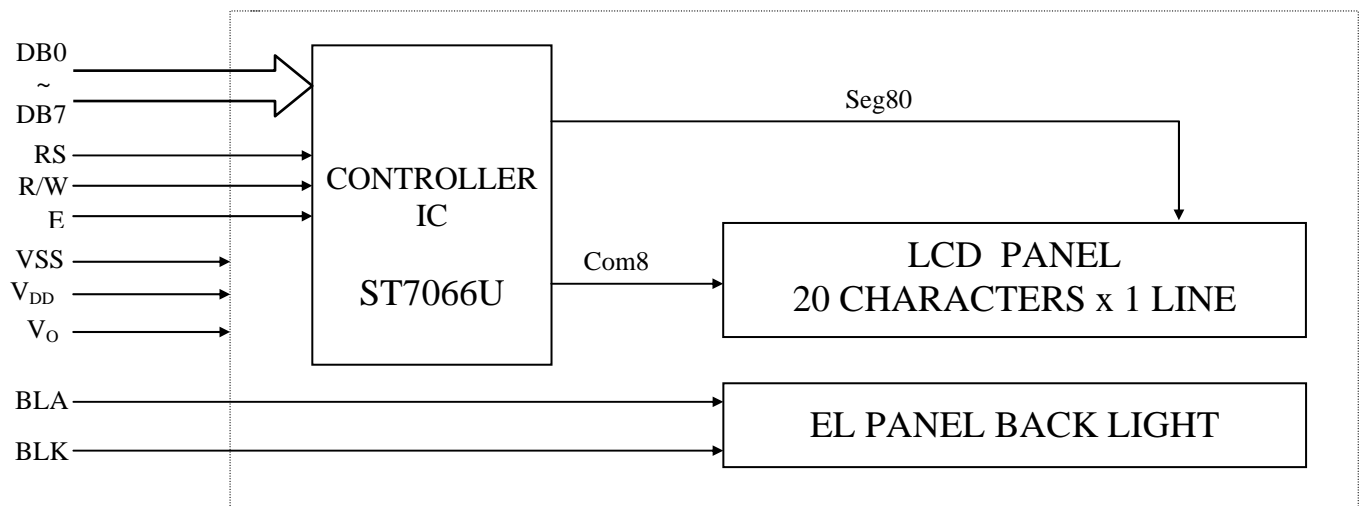 DB0
~
DB7
RS
R/W
E
VSS
VDD
VO
BLA
BLK
CONTROLLER
IC
ST7066U
Seg80
Com8
LCD PANEL
20 CHARACTERS x 1 LINE
EL PANEL BACK LIGHT